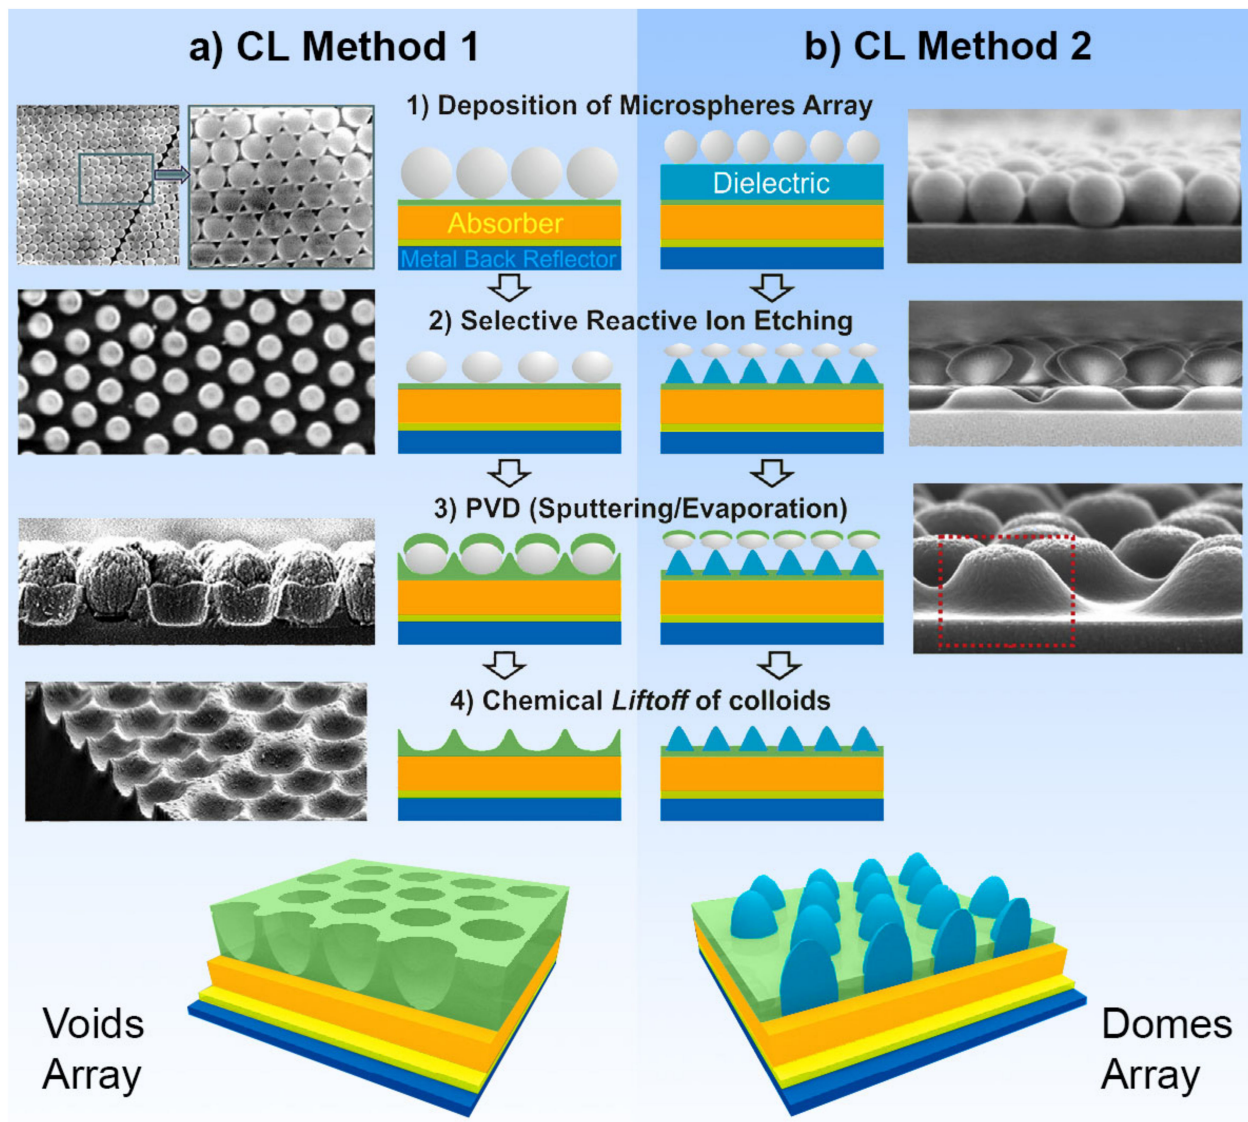 a) CL Method 1
b) CL Method 2
1) Deposition of Microspheres Array
Dielectric
Absorber
Metal Back Reflector
2) Selective Reactive Ion Etching
3) PVD (Sputtering/Evaporation)
4) Chemical Liftoff of colloids
Voids
Array
Domes
Array